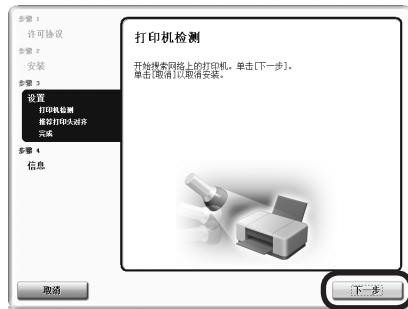 步骤 1
许可协议
步骤 2
安装
步骤 3
设置
打印机检测
推荐打印头对齐
完成
步骤 4
信息
打印机检测
开始搜索网络上的打印机。单击[下一步]。
单击[取消]以取消安装。
取消
下一步